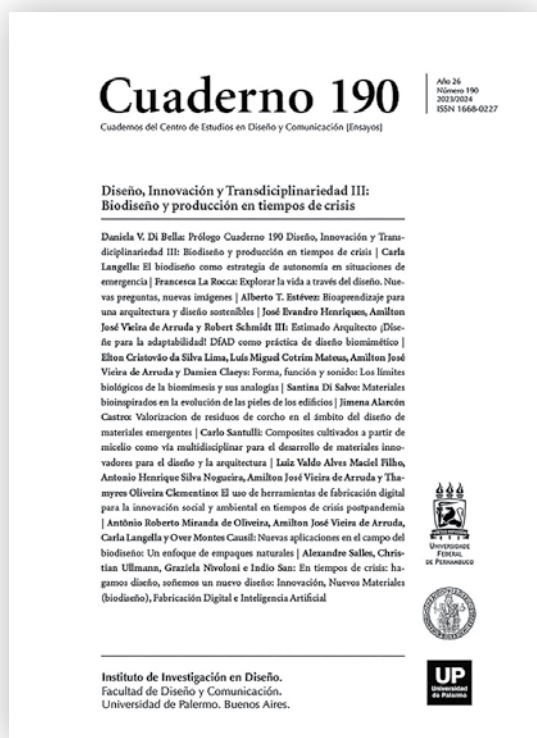 Cuaderno 190
Cuadernos del Centro de Estudios en Diseño y Comunicación [Ensayos]
Año 26
Número 190
2023/2024
ISSN 1668-0227
Diseño, Innovación y Transdiciplinariedad III:
Biodiseño y producción en tiempos de crisis
Daniela V. Di Bella: Prólogo Cuaderno 190 Diseño, Innovación y Trans-
diciplinariedad III: Biodiseño y producción en tiempos de crisis | Carla
Langella: El biodiseño como estrategia de autonomía en situaciones de
emergencia | Francesca La Rocca: Explorar la vida a través del diseño. Nue-
vas preguntas, nuevas imágenes | Alberto T. Estévez: Bioaprendizaje para
una arquitectura y diseño sostenibles | José Evandro Henriques, Amilton
José Vieira de Arruda y Robert Schmidt III: Estimado Arquitecto ¡Dise-
ñe para la adaptabilidad! DfAD como práctica de diseño biomimético |
Elton Cristovão da Silva Lima, Luís Miguel Cotrim Mateus, Amilton José
Vieira de Arruda y Damien Claeys: Forma, función y sonido: Los límites
biológicos de la biomímesis y sus analogías | Santina Di Salvo: Materiales
bioinspirados en la evolución de las pieles de los edificios | Jimena Alarcón
Castro: Valorizacion de residuos de corcho en el ámbito del diseño de
materiales emergentes | Carlo Santulli: Composites cultivados a partir de
micelio como vía multidisciplinar para el desarrollo de materiales inno-
vadores para el diseño y la arquitectura | Luiz Valdo Alves Maciel Filho,
Antonio Henrique Silva Nogueira, Amilton José Vieira de Arruda y Tha-
myres Oliveira Clementino: El uso de herramientas de fabricación digital
para la innovación social y ambiental en tiempos de crisis postpandemia
| Antônio Roberto Miranda de Oliveira, Amilton José Vieira de Arruda,
Carla Langella y Over Montes Causil: Nuevas aplicaciones en el campo del
biodiseño: Un enfoque de empaques naturales | Alexandre Salles, Chris-
tian Ullmann, Graziela Nivoloni e Indio San: En tiempos de crisis: ha-
gamos diseño, soñemos un nuevo diseño: Innovación, Nuevos Materiales
(biodiseño), Fabricación Digital e Inteligencia Artificial
UNIVERSIDADE
FEDERAL
DE PERNAMBUCO
Instituto de Investigación en Diseño.
Facultad de Diseño y Comunicación.
Universidad de Palermo. Buenos Aires.
UP
Universidad
de Palermo